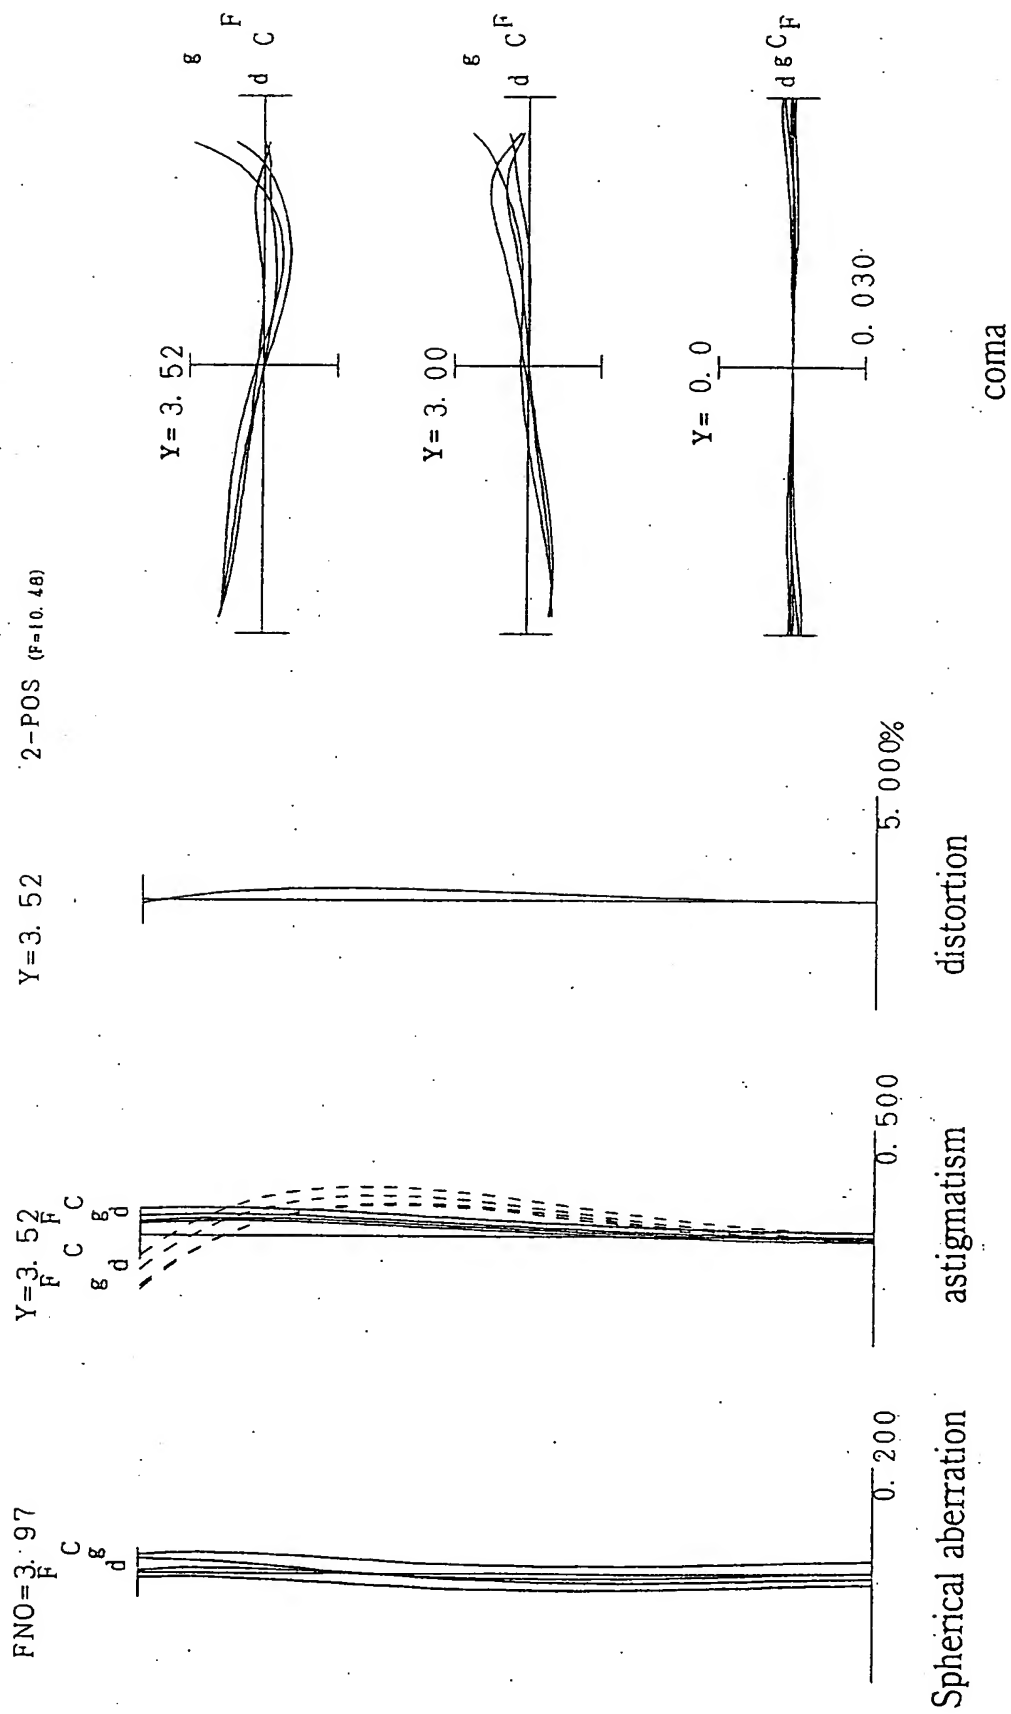 2-POS (F=10.48)
FNO=3.97
F
C
g
d
0.200
Spherical aberration
Y=3.52
F
C
g
d
F
C
g
d
0.500
astigmatism
Y=3.52
5.000%
distortion
Y=3.52
g
F
d
C
Y=3.00
g
F
d
C
Y=0.0
d g C F
0.030
coma